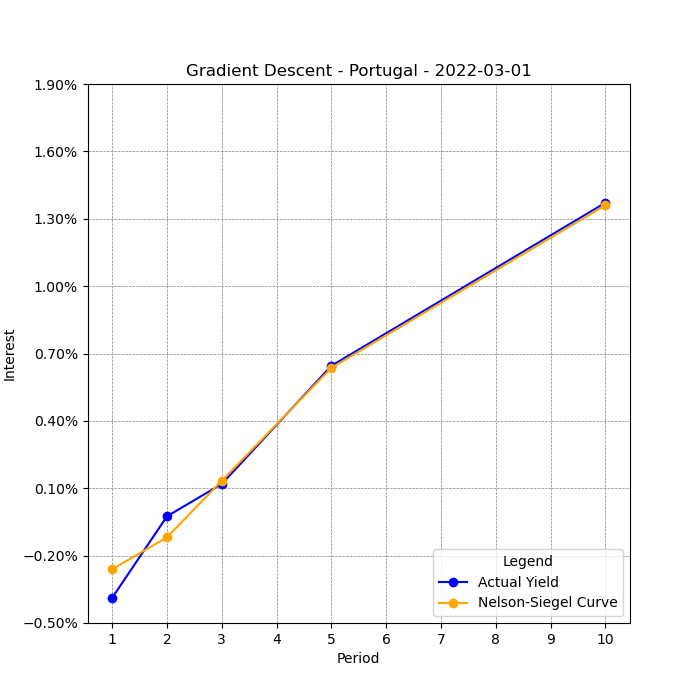 Gradient Descent - Portugal - 2022-03-01
1.90%
1.60%
1.30%
1.00%
0.70%
0.40%
0.10%
−0.20%
−0.50%
Interest
1 2 3 4 5 6 7 8 9 10
Period
Legend
Actual Yield
Nelson-Siegel Curve